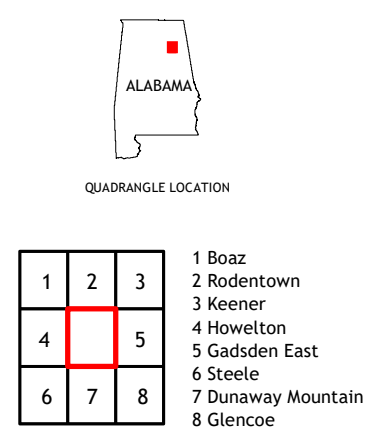 ALABAMA
QUADRANGLE LOCATION
1 2 3
4 5
6 7 8
1 Boaz
2 Rodentown
3 Keener
4 Howelton
5 Gadsden East
6 Steele
7 Dunaway Mountain
8 Glencoe